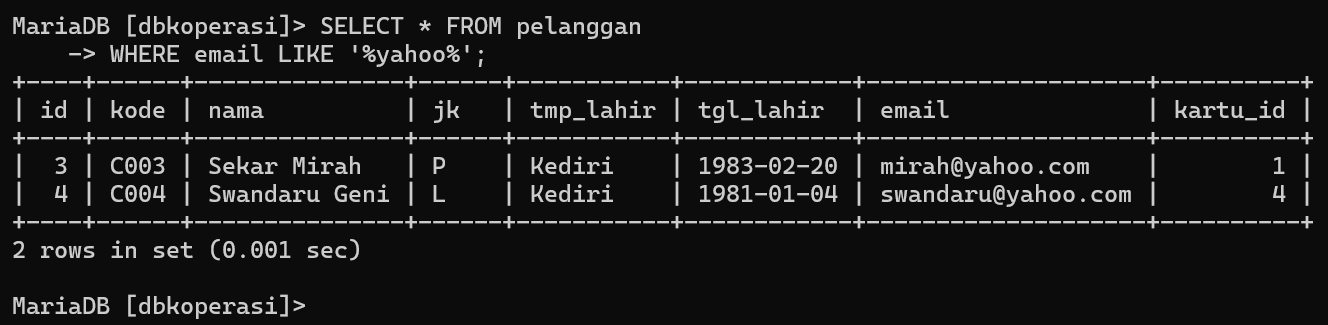 MariaDB [dbkoperasi]> SELECT * FROM pelanggan
    -> WHERE email LIKE '%yahoo%';
+----+------+---------------+------+-----------+------------+--------------------+----------+
| id | kode | nama          | jk   | tmp_lahir | tgl_lahir  | email              | kartu_id |
+----+------+---------------+------+-----------+------------+--------------------+----------+
|  3 | C003 | Sekar Mirah   | P    | Kediri    | 1983-02-20 | mirah@yahoo.com    |        1 |
|  4 | C004 | Swandaru Geni | L    | Kediri    | 1981-01-04 | swandaru@yahoo.com |        4 |
+----+------+---------------+------+-----------+------------+--------------------+----------+
2 rows in set (0.001 sec)
MariaDB [dbkoperasi]>